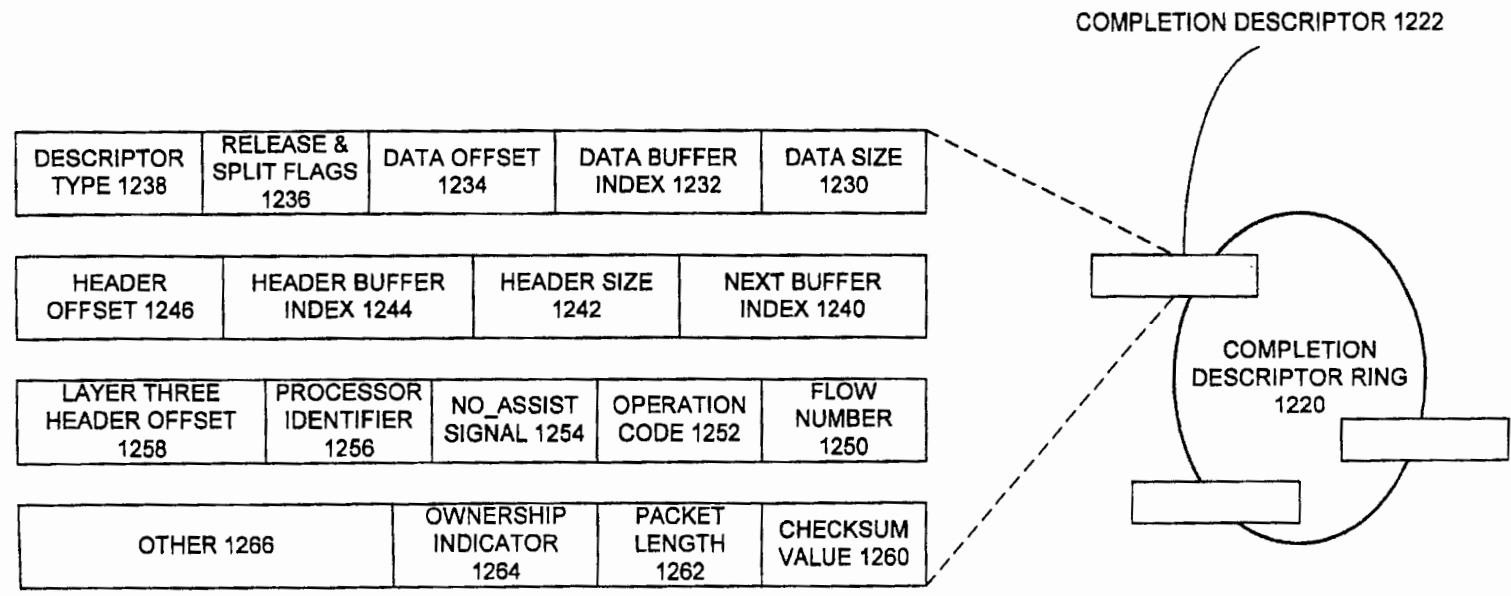 COMPLETION DESCRIPTOR 1222
DESCRIPTOR
TYPE 1238
RELEASE &
SPLIT FLAGS
1236
DATA OFFSET
1234
DATA BUFFER
INDEX 1232
DATA SIZE
1230
HEADER
OFFSET 1246
HEADER BUFFER
INDEX 1244
HEADER SIZE
1242
NEXT BUFFER
INDEX 1240
LAYER THREE
HEADER OFFSET
1258
PROCESSOR
IDENTIFIER
1256
NO_ASSIST
SIGNAL 1254
OPERATION
CODE 1252
FLOW
NUMBER
1250
OTHER 1266
OWNERSHIP
INDICATOR
1264
PACKET
LENGTH
1262
CHECKSUM
VALUE 1260
COMPLETION
DESCRIPTOR RING
1220